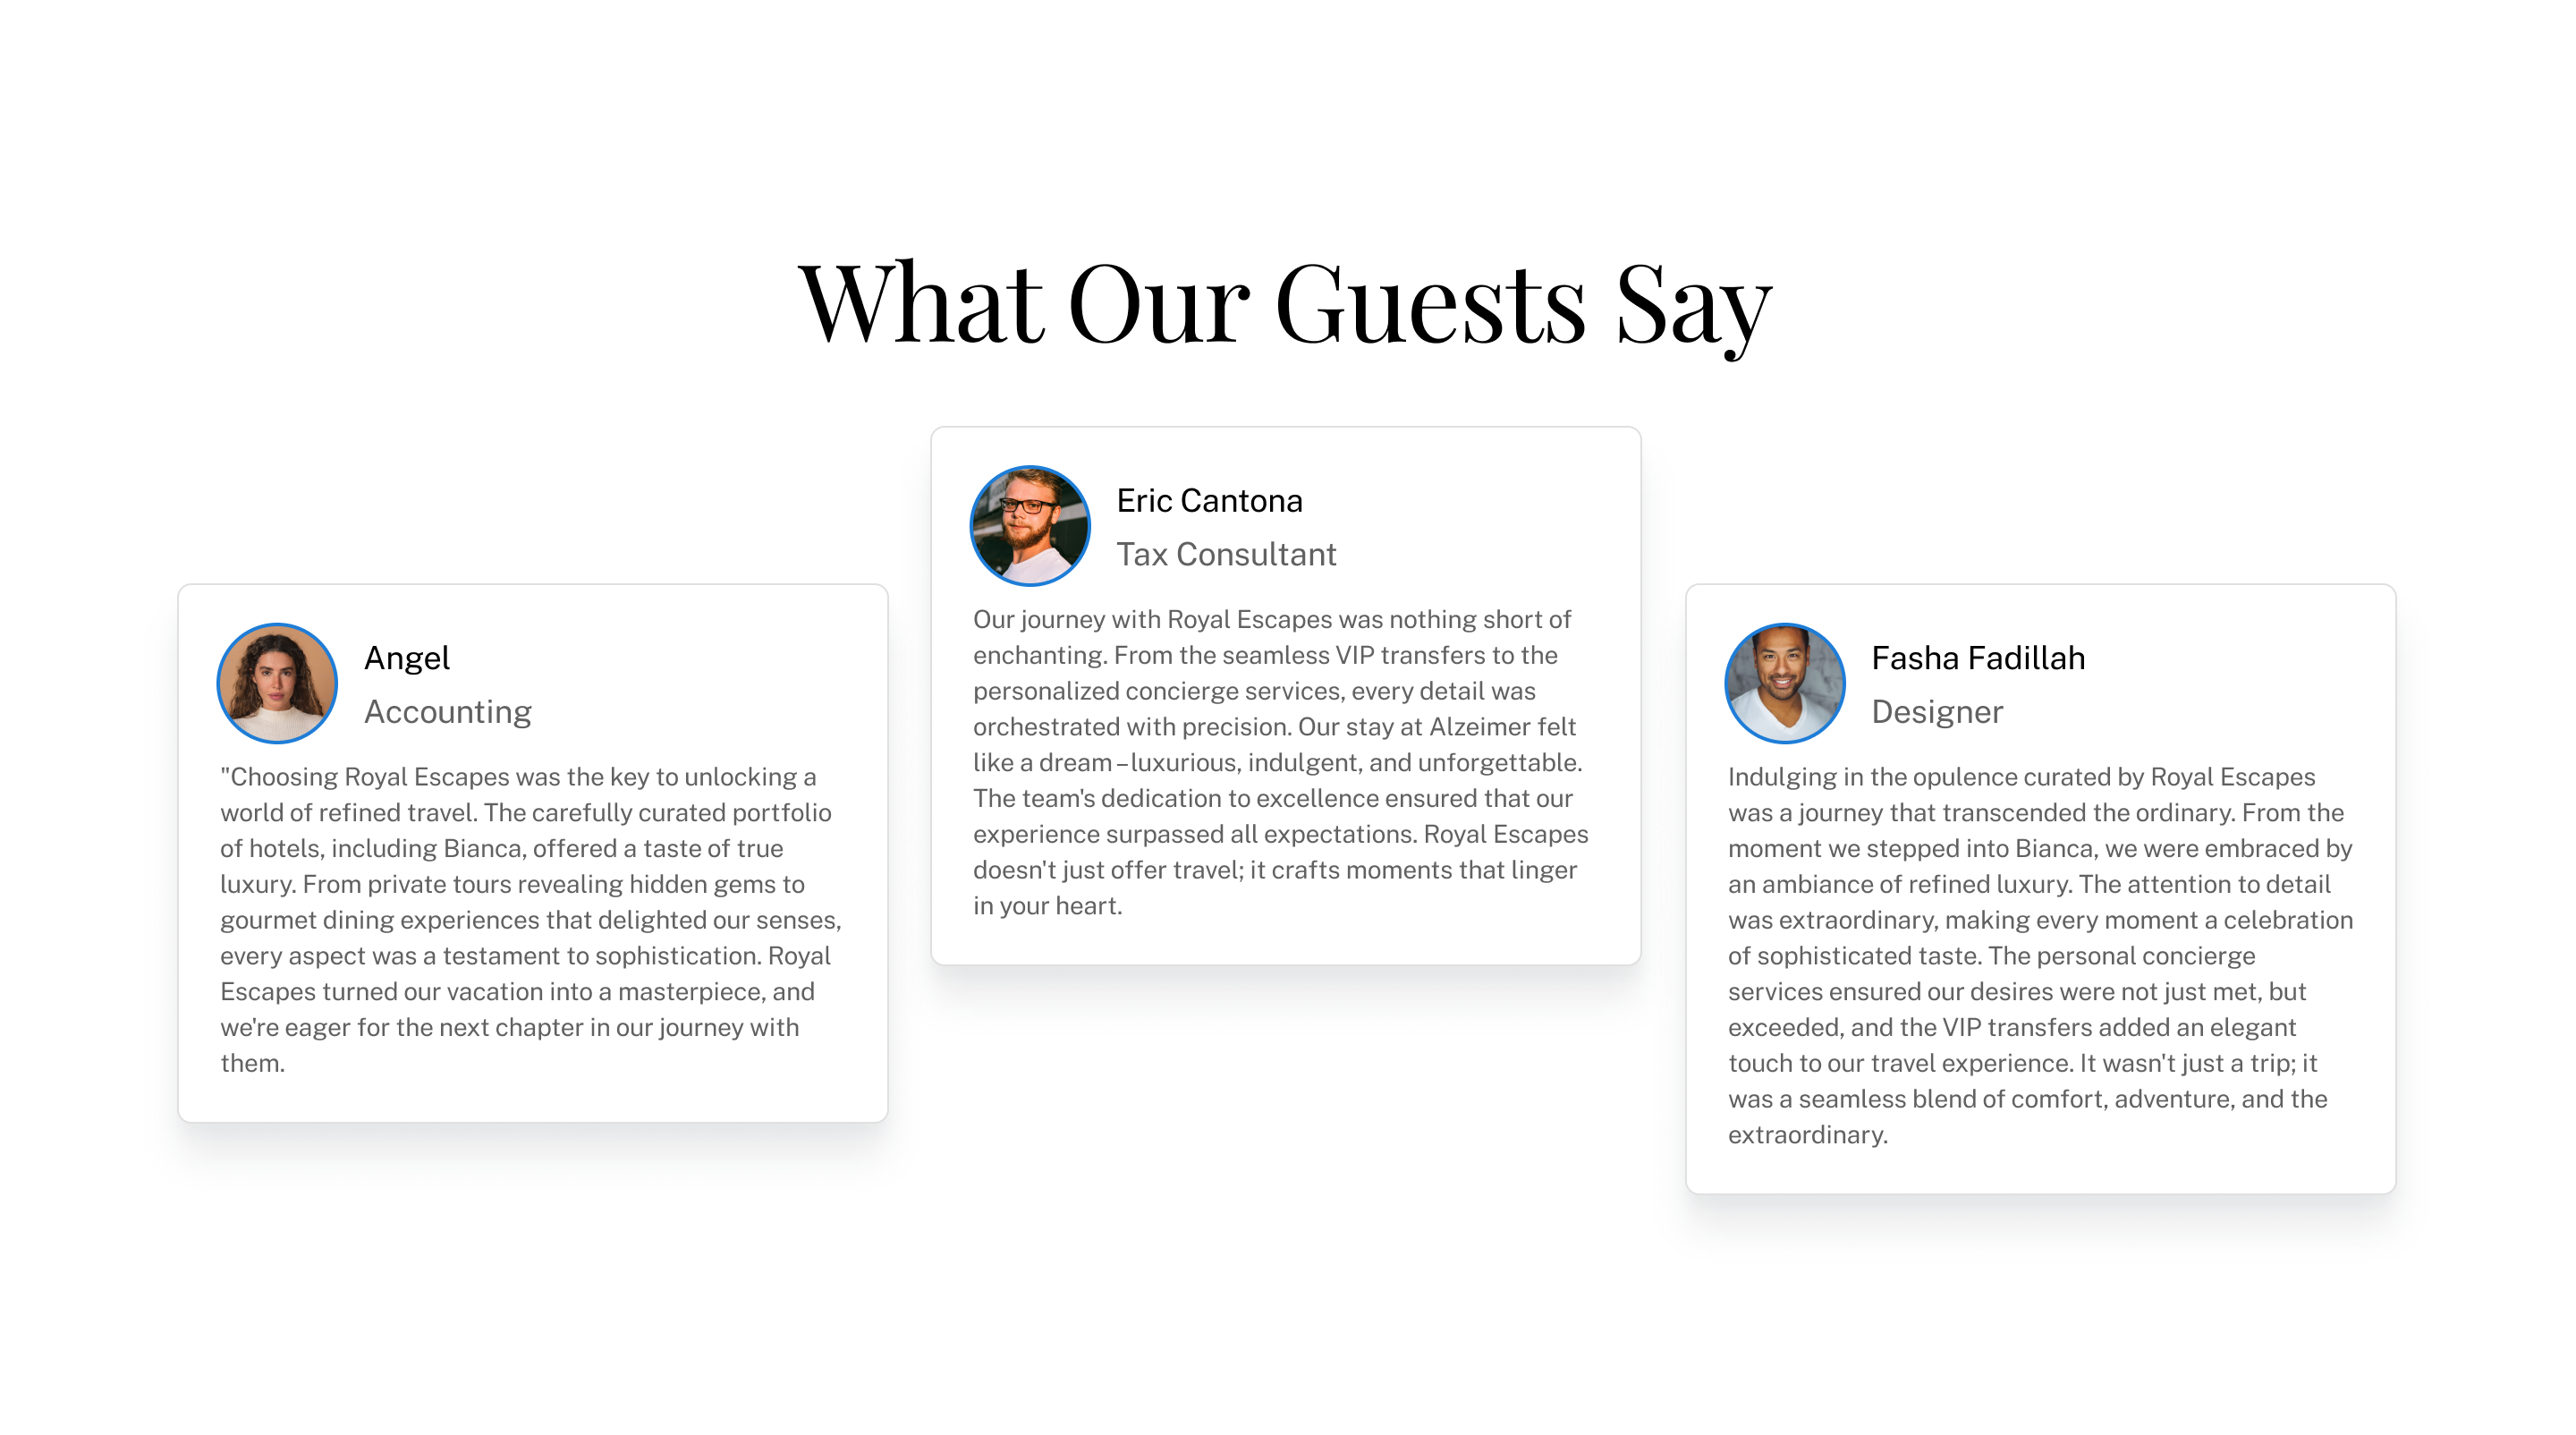 What Our Guests Say
Angel
Accounting
"Choosing Royal Escapes was the key to unlocking a
world of refined travel. The carefully curated portfolio
of hotels, including Bianca, offered a taste of true
luxury. From private tours revealing hidden gems to
gourmet dining experiences that delighted our senses,
every aspect was a testament to sophistication. Royal
Escapes turned our vacation into a masterpiece, and
we're eager for the next chapter in our journey with
them.
Eric Cantona
Tax Consultant
Our journey with Royal Escapes was nothing short of
enchanting. From the seamless VIP transfers to the
personalized concierge services, every detail was
orchestrated with precision. Our stay at Alzeimer felt
like a dream – luxurious, indulgent, and unforgettable.
The team's dedication to excellence ensured that our
experience surpassed all expectations. Royal Escapes
doesn't just offer travel; it crafts moments that linger
in your heart.
Fasha Fadillah
Designer
Indulging in the opulence curated by Royal Escapes
was a journey that transcended the ordinary. From the
moment we stepped into Bianca, we were embraced by
an ambiance of refined luxury. The attention to detail
was extraordinary, making every moment a celebration
of sophisticated taste. The personal concierge
services ensured our desires were not just met, but
exceeded, and the VIP transfers added an elegant
touch to our travel experience. It wasn't just a trip; it
was a seamless blend of comfort, adventure, and the
extraordinary.